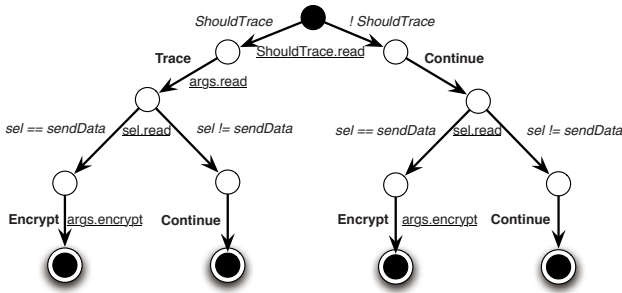 ShouldTrace
! ShouldTrace
Trace
ShouldTrace.read
Continue
args.read
sel == sendData
sel.read
sel != sendData
sel == sendData
sel.read
sel != sendData
Encrypt
args.encrypt
Continue
Encrypt
args.encrypt
Continue